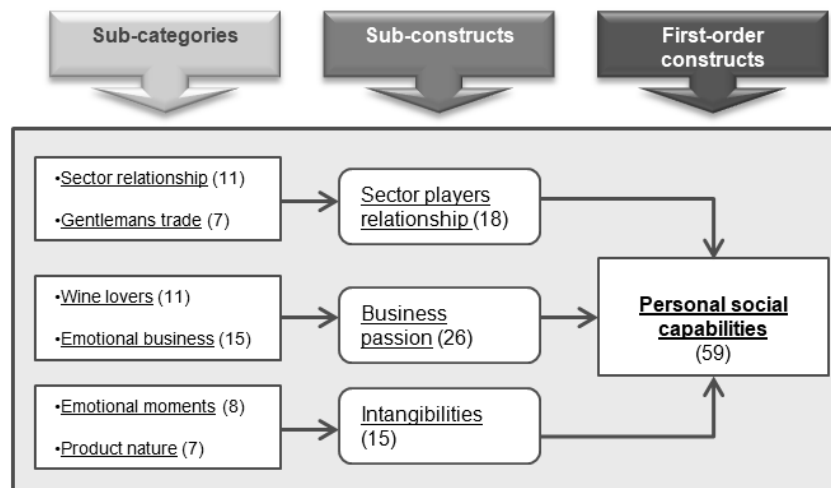 Sub-categories
Sub-constructs
First-order
constructs
•Sector relationship (11)
•Gentlemans trade (7)
Sector players
relationship (18)
•Wine lovers (11)
•Emotional business (15)
Business
passion (26)
•Emotional moments (8)
•Product nature (7)
Intangibilities
(15)
Personal social
capabilities
(59)